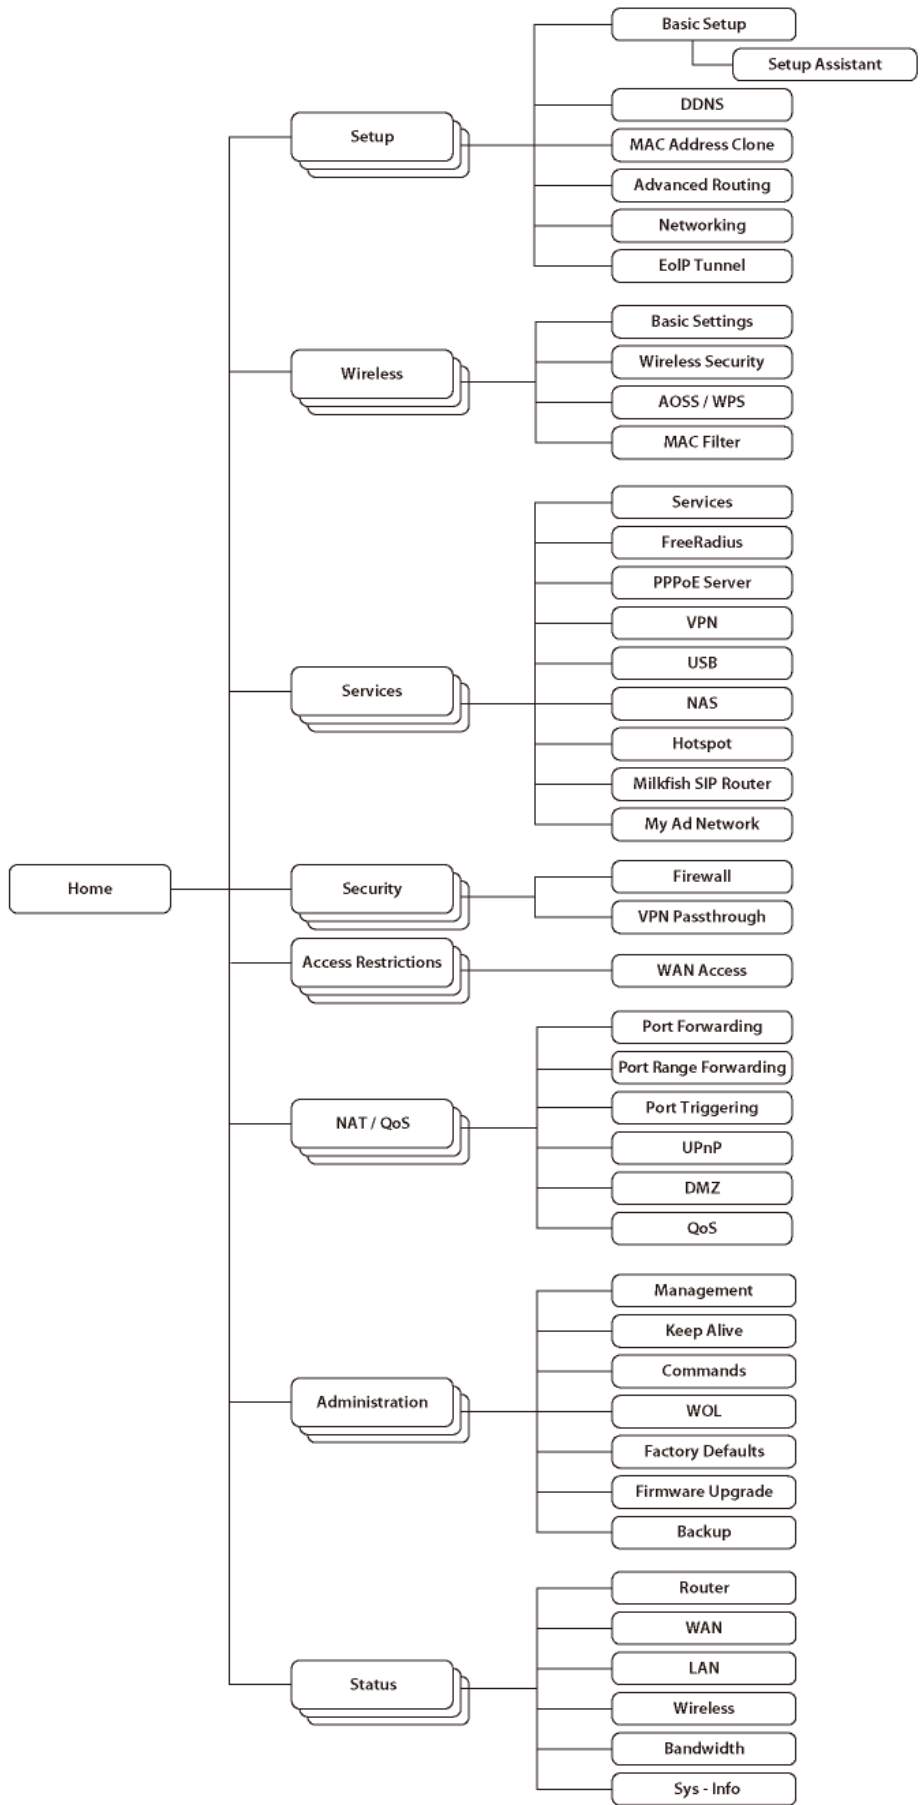 Basic Setup
Setup Assistant
DDNS
Setup
MAC Address Clone
Advanced Routing
Networking
EoIP Tunnel
Basic Settings
Wireless
Wireless Security
AOSS / WPS
MAC Filter
Services
FreeRadius
PPPoE Server
VPN
USB
Services
NAS
Hotspot
Milkfish SIP Router
My Ad Network
Home
Security
Firewall
VPN Passthrough
Access Restrictions
WAN Access
Port Forwarding
Port Range Forwarding
Port Triggering
NAT / QoS
UPnP
DMZ
QoS
Management
Keep Alive
Commands
Administration
WOL
Factory Defaults
Firmware Upgrade
Backup
Router
WAN
LAN
Status
Wireless
Bandwidth
Sys - Info